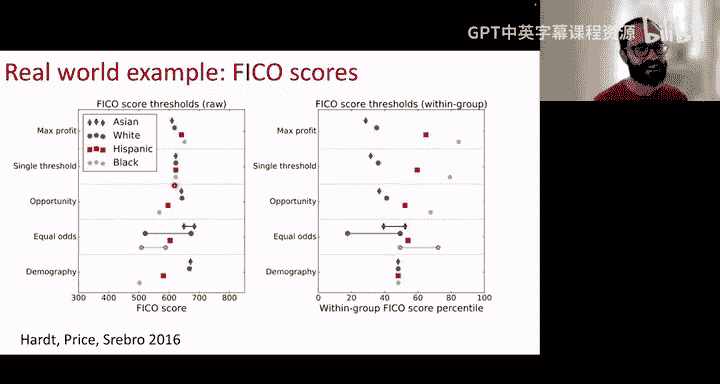 GPT中英字幕课程资源
Real world example: FICO scores
FICO score thresholds (raw)
Asian
White
Hispanic
Black
Max profit
Single threshold
Opportunity
Equal odds
Demography
300 400 500 600 700 800
FICO score
FICO score thresholds (within-group)
Max profit
Single threshold
Opportunity
Equal odds
Demography
0 20 40 60 80 100
Within-group FICO score percentile
Hardt, Price, Srebro 2016